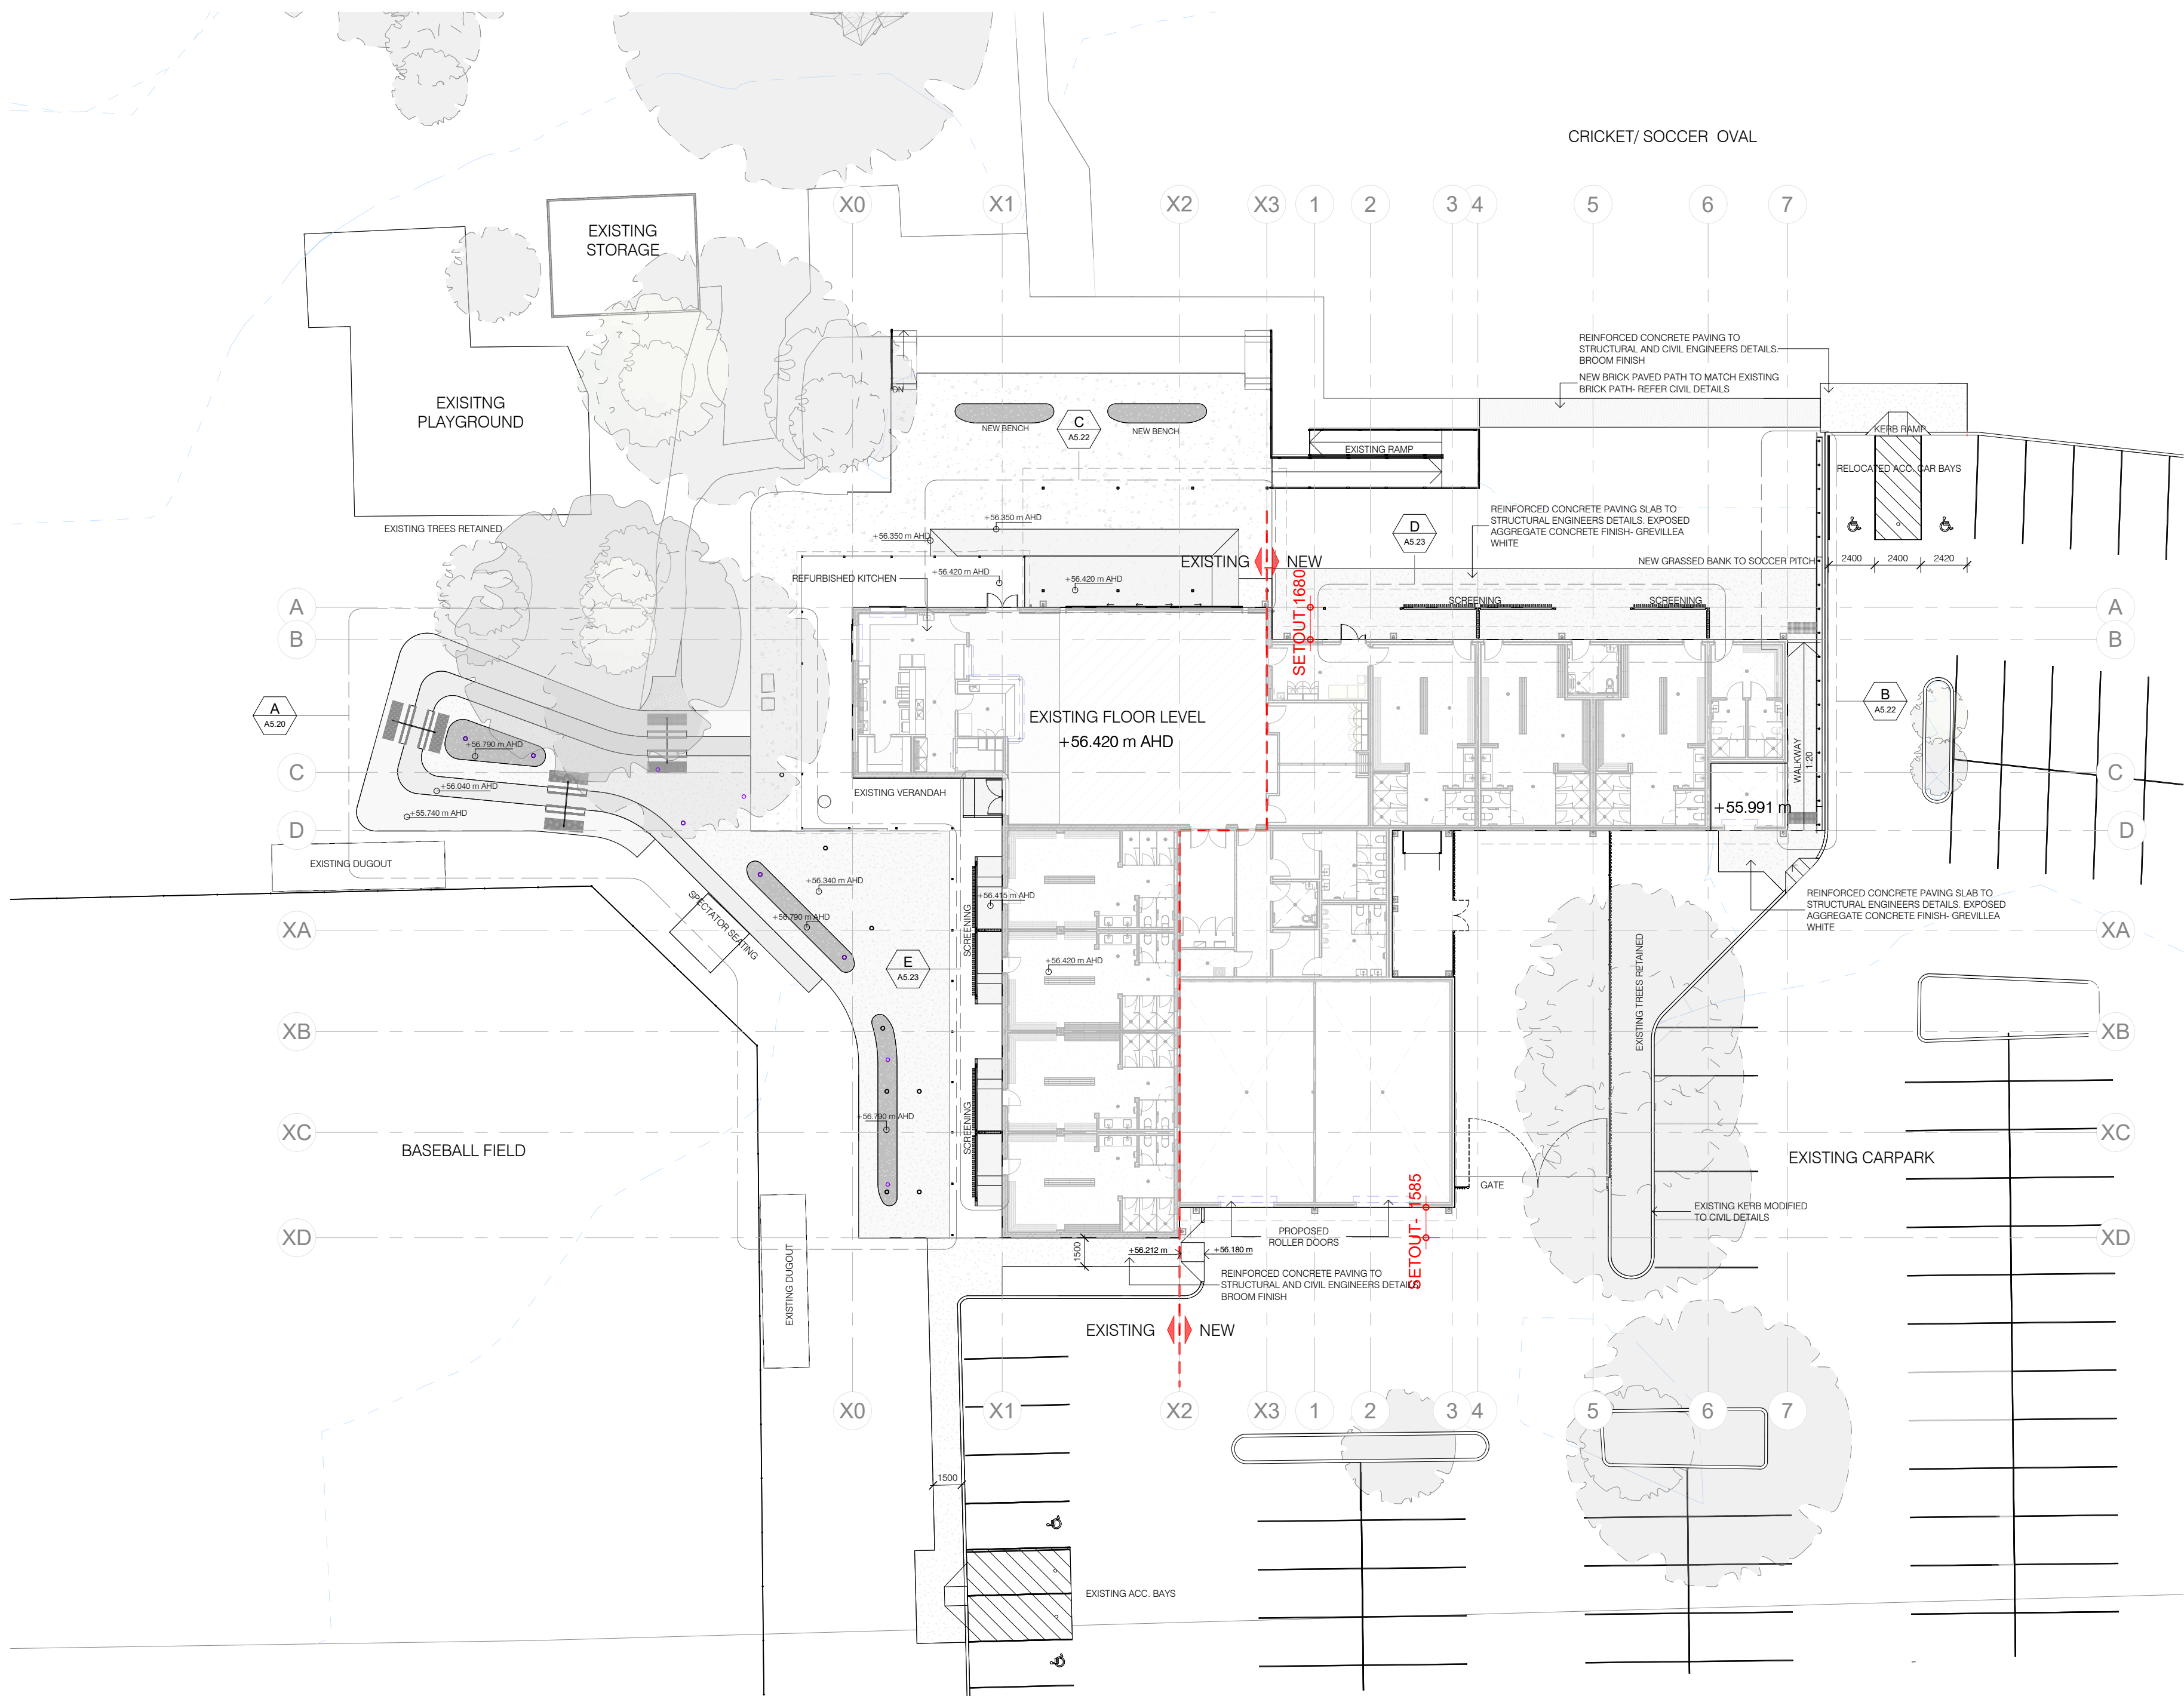 CRICKET/ SOCCER  OVAL
X0
X1
X2
X3
1
2
3
4
5
6
7
EXISTING
STORAGE
EXISITNG
PLAYGROUND
REINFORCED CONCRETE PAVING TO
STRUCTURAL AND CIVIL ENGINEERS DETAILS.
BROOM FINISH
NEW BRICK PAVED PATH TO MATCH EXISTING
BRICK PATH- REFER CIVIL DETAILS
DN
NEW BENCH
NEW BENCH
C
A5.22
EXISTING RAMP
KERB RAMP
RELOCATED ACC. CAR BAYS
2400
2400
2420
REINFORCED CONCRETE PAVING SLAB TO
STRUCTURAL ENGINEERS DETAILS. EXPOSED
AGGREGATE CONCRETE FINISH- GREVILLEA
WHITE
D
A5.23
NEW GRASSED BANK TO SOCCER PITCH
EXISTING TREES RETAINED
+56.350 m AHD
+56.350 m AHD
+56.420 m AHD
+56.420 m AHD
REFURBISHED KITCHEN
EXISTING
NEW
SETOUT 1680
SCREENING
SCREENING
A
A
B
B
A
A5.20
B
A5.22
EXISTING FLOOR LEVEL
+56.420 m AHD
WALKWAY
1:20
+55.991 m
+56.790 m AHD
+56.040 m AHD
+55.740 m AHD
C
C
D
D
EXISTING VERANDAH
EXISTING DUGOUT
SPECTATOR SEATING
+56.340 m AHD
+56.790 m AHD
+56.415 m AHD
SCREENING
+56.420 m AHD
E
A5.23
REINFORCED CONCRETE PAVING SLAB TO
STRUCTURAL ENGINEERS DETAILS. EXPOSED
AGGREGATE CONCRETE FINISH- GREVILLEA
WHITE
XA
XA
EXISTING TREES RETAINED
XB
XB
XC
XC
+56.790 m AHD
SCREENING
BASEBALL FIELD
EXISTING CARPARK
GATE
SETOUT- 1585
EXISTING KERB MODIFIED
TO CIVIL DETAILS
PROPOSED
ROLLER DOORS
XD
XD
EXISTING DUGOUT
1500
+56.212 m
+56.180 m
REINFORCED CONCRETE PAVING TO
STRUCTURAL AND CIVIL ENGINEERS DETAILS.
BROOM FINISH
EXISTING
NEW
X0
X1
X2
X3
1
2
3
4
5
6
7
1500
EXISTING ACC. BAYS